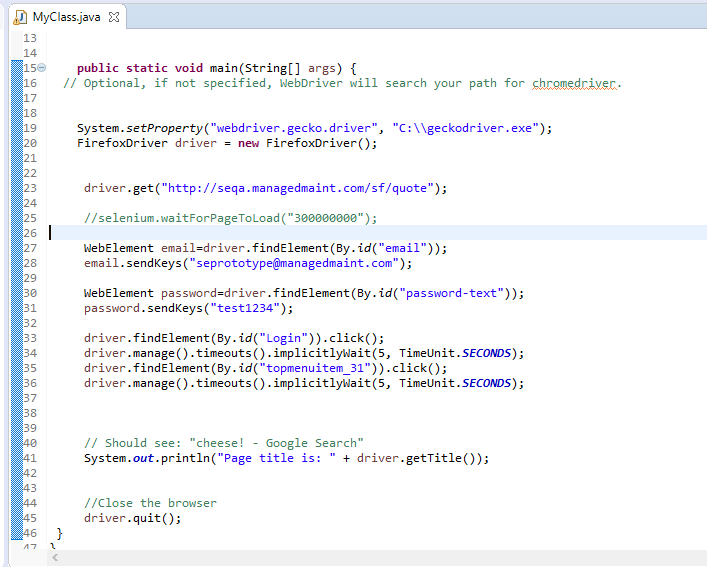 MyClass.java
13
14
15 public static void main(String[] args) {
16 // Optional, if not specified, WebDriver will search your path for chromedriver.
17
18
19 System.setProperty("webdriver.gecko.driver", "C:\\geckodriver.exe");
20 FirefoxDriver driver = new FirefoxDriver();
21
22
23 driver.get("http://seqa.managedmaint.com/sf/quote");
24
25 //selenium.waitForPageToLoad("300000000");
26
27 WebElement email=driver.findElement(By.id("email"));
28 email.sendKeys("seprototype@managedmaint.com");
29
30 WebElement password=driver.findElement(By.id("password-text"));
31 password.sendKeys("test1234");
32
33 driver.findElement(By.id("Login")).click();
34 driver.manage().timeouts().implicitlyWait(5, TimeUnit.SECONDS);
35 driver.findElement(By.id("topmenuitem_31")).click();
36 driver.manage().timeouts().implicitlyWait(5, TimeUnit.SECONDS);
37
38
39
40 // Should see: "cheese! - Google Search"
41 System.out.println("Page title is: " + driver.getTitle());
42
43
44 //Close the browser
45 driver.quit();
46 }
47 }